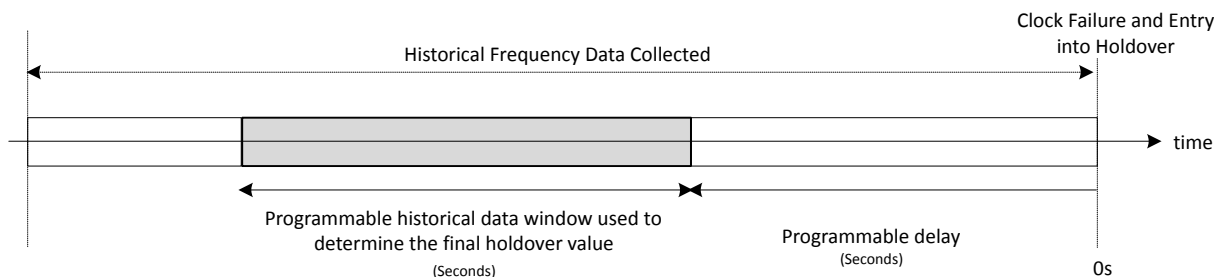 Clock Failure and Entry
into Holdover
Historical Frequency Data Collected
time
Programmable historical data window used to
determine the final holdover value
(Seconds)
Programmable delay
(Seconds)
0s